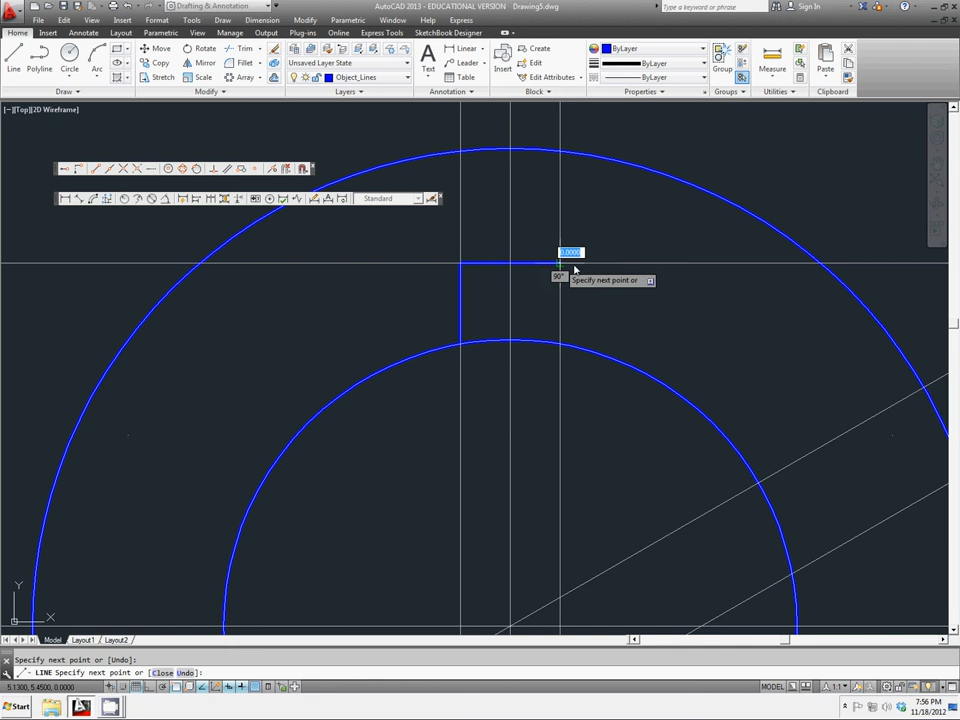 Drafting & Annotation
AutoCAD 2013 - EDUCATIONAL VERSION Drawing5.dwg
Type a keyword or phrase
Sign In
File Edit View Insert Format Tools Draw Dimension Modify Parametric Window Help Express
Home Insert Annotate Layout Parametric View Manage Output Plug-ins Online Express Tools SketchBook Designer
Line Polyline Circle Arc
Move Rotate Trim
Copy Mirror Fillet
Stretch Scale Array
Unsaved Layer State
Object_Lines
Text
Linear
Leader
Table
Insert
Create
Edit
Edit Attributes
ByLayer
ByLayer
ByLayer
Group
Measure
Paste
Draw Modify Layers Annotation Block Properties Groups Utilities Clipboard
[−][Top][2D Wireframe]
Standard
0.0000
90°
Specify next point or
Y
X
Model Layout1 Layout2
Specify next point or [Undo]:
LINE Specify next point or [Close Undo]:
5.1300, 5.4500, 0.0000
MODEL
1:1
Start
7:56 PM
11/18/2012